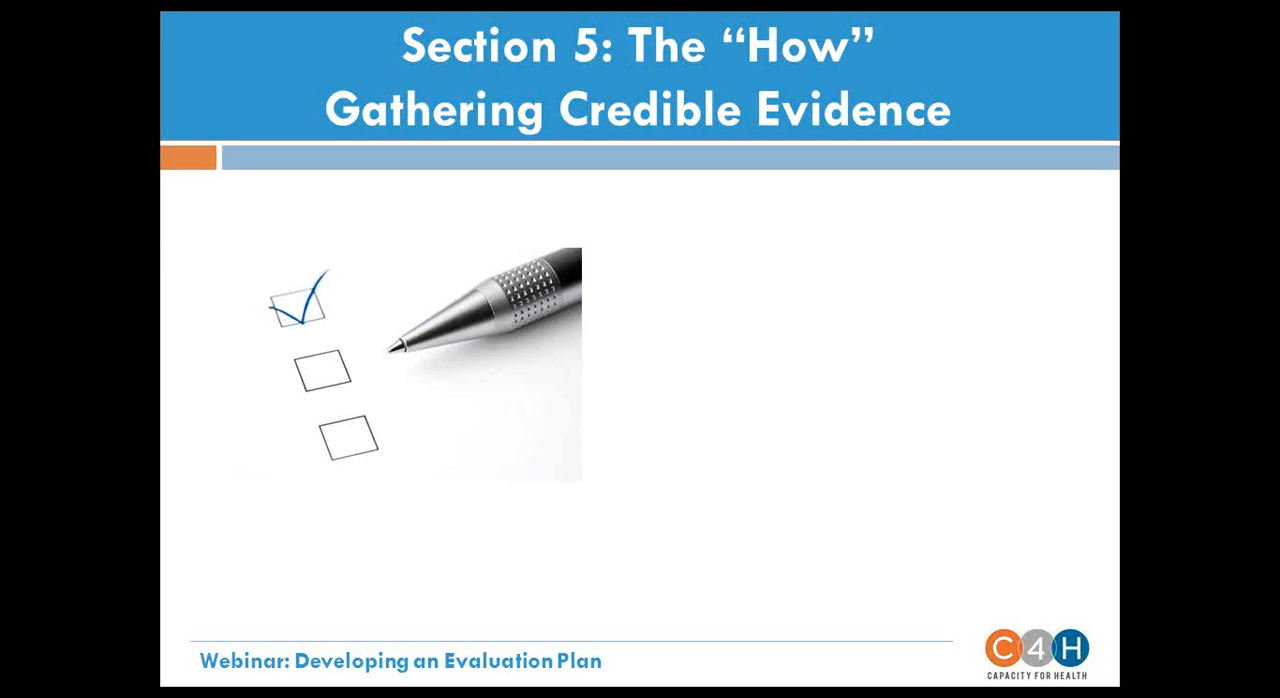 Section 5: The “How”
Gathering Credible Evidence
Webinar: Developing an Evaluation Plan
C4H
CAPACITY FOR HEALTH